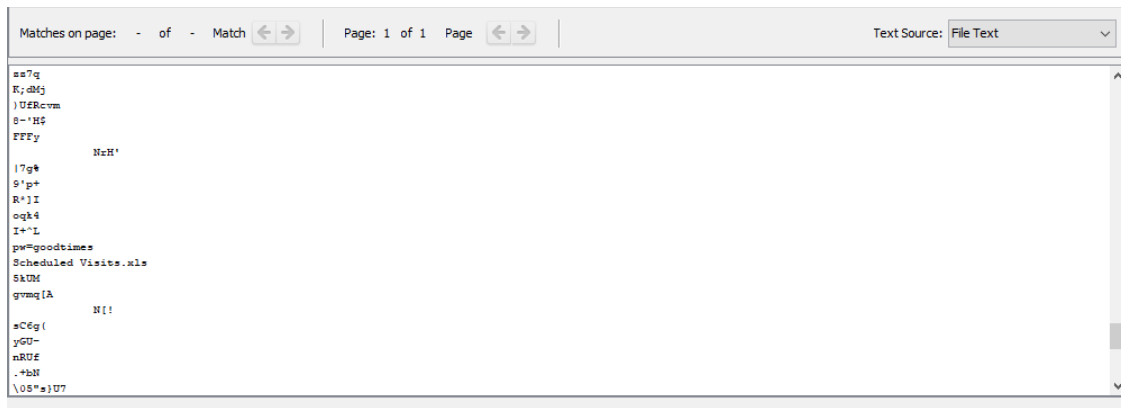 Matches on page: - of - Match Page: 1 of 1 Page Text Source: File Text
ss7q
K;dMj
}UfRcvm
8-'H$
FFFy
NrH'
|7g%
9'p+
R*]I
oqk4
I+^L
pw=goodtimes
Scheduled Visits.xls
5kUM
gvmq[A
N[!
sC6g(
yGU-
nRUf
.+bN
\05"s}U7